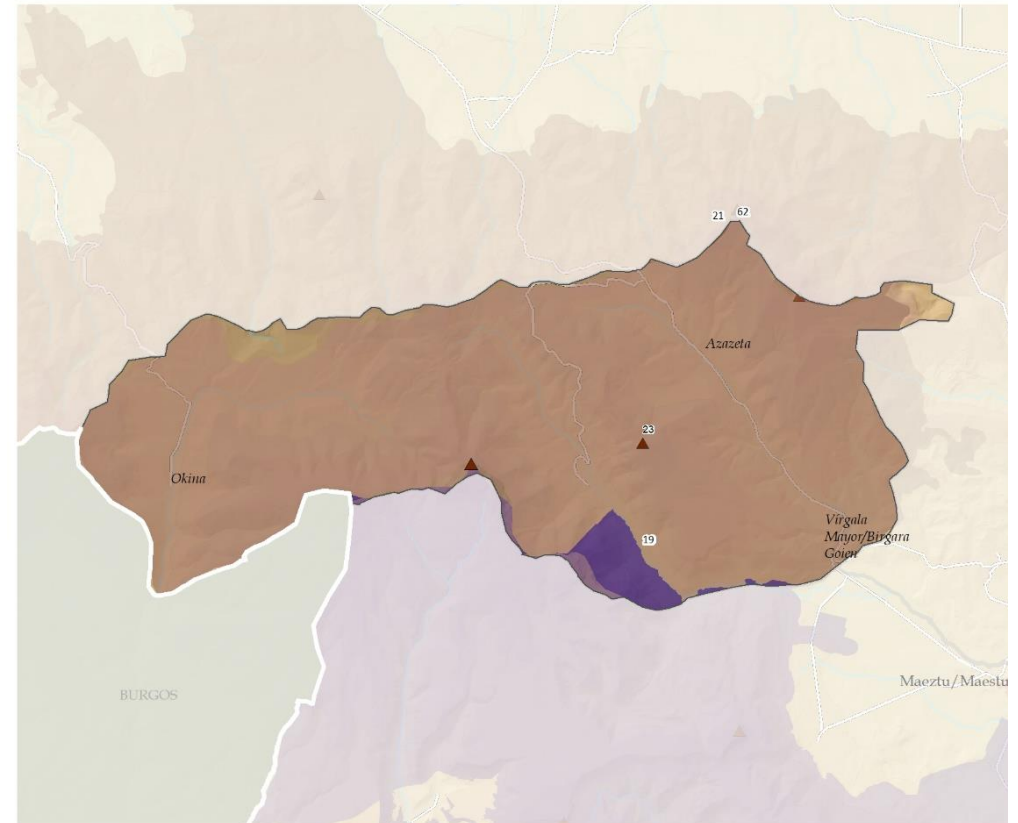 21 62
Azazeta
23
Okina
Vírgala
Mayor/Birgara
Goien
19
Maeztu/Maestu
BURGOS